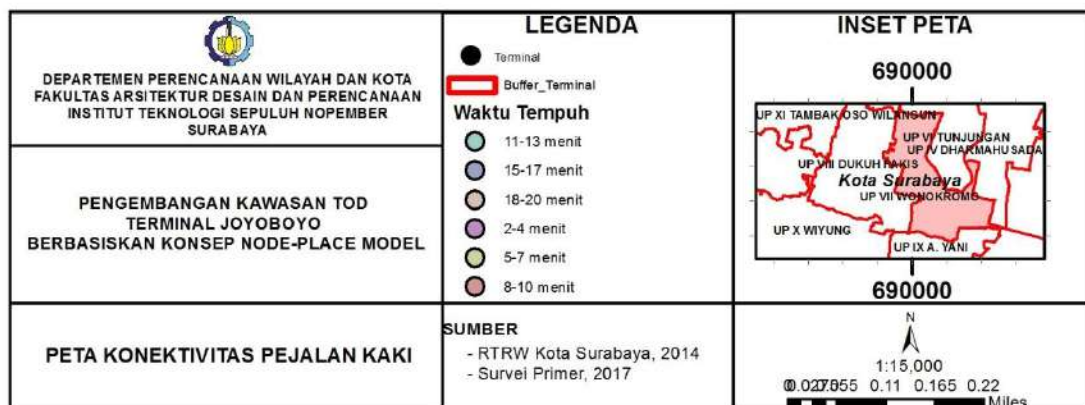 DEPARTEMEN PERENCANAAN WILAYAH DAN KOTA
FAKULTAS ARSITEKTUR DESAIN DAN PERENCANAAN
INSTITUT TEKNOLOGI SEPULUH NOPEMBER
SURABAYA
PENGEMBANGAN KAWASAN TOD
TERMINAL JOYOBOYO
BERBASISKAN KONSEP NODE-PLACE MODEL
PETA KONEKTIVITAS PEJALAN KAKI
LEGENDA
Terminal
Buffer_Terminal
Waktu Tempuh
11-13 menit
15-17 menit
18-20 menit
2-4 menit
5-7 menit
8-10 menit
SUMBER
- RTRW Kota Surabaya, 2014
- Survei Primer, 2017
INSET PETA
690000
UP XI TAMBAK OSO WILANGUN
UP VI TUNJUNGAN
UP IV DHARMAHUSADA
UP VIII DUKUH PAKIS
Kota Surabaya
UP VII WONOKROMO
UP X WIYUNG
UP IX A. YANI
690000
N
1:15,000
0 0.0275 0.055 0.11 0.165 0.22
Miles